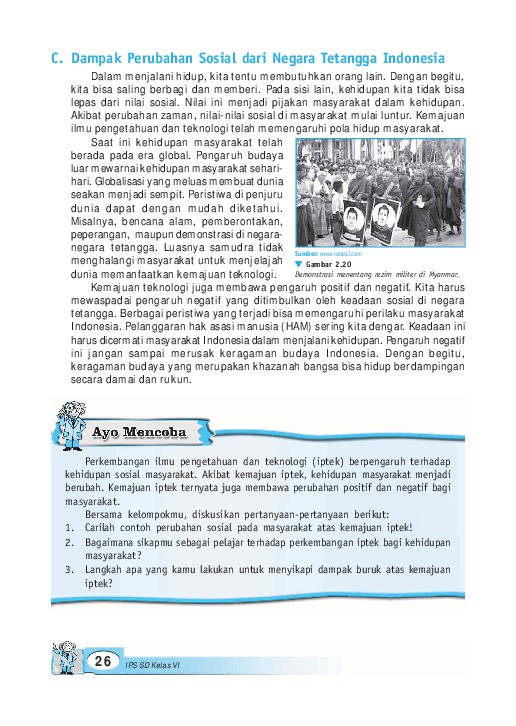 C. Dampak Perubahan Sosial dari Negara Tetangga Indonesia
Dalam menjalani hidup, kita tentu membutuhkan orang lain. Dengan begitu,
kita bisa saling berbagi dan memberi. Pada sisi lain, kehidupan kita tidak bisa
lepas dari nilai sosial. Nilai ini menjadi pijakan masyarakat dalam kehidupan.
Akibat perubahan zaman, nilai-nilai sosial di masyarakat mulai luntur. Kemajuan
ilmu pengetahuan dan teknologi telah memengaruhi pola hidup masyarakat.
Saat ini kehidupan masyarakat telah
berada pada era global. Pengaruh budaya
luar mewarnai kehidupan masyarakat sehari-
hari. Globalisasi yang meluas membuat dunia
seakan menjadi sempit. Peristiwa di penjuru
dunia dapat dengan mudah diketahui.
Misalnya, bencana alam, pemberontakan,
peperangan, maupun demonstrasi di negara-
negara tetangga. Luasnya samudra tidak
menghalangi masyarakat untuk menjelajah
dunia memanfaatkan kemajuan teknologi.
Sumber: www.ranesi.com
Gambar 2.20
Demonstrasi menentang rezim militer di Myanmar.
Kemajuan teknologi juga membawa pengaruh positif dan negatif. Kita harus
mewaspadai pengaruh negatif yang ditimbulkan oleh keadaan sosial di negara
tetangga. Berbagai peristiwa yang terjadi bisa memengaruhi perilaku masyarakat
Indonesia. Pelanggaran hak asasi manusia (HAM) sering kita dengar. Keadaan ini
harus dicermati masyarakat Indonesia dalam menjalani kehidupan. Pengaruh negatif
ini jangan sampai merusak keragaman budaya Indonesia. Dengan begitu,
keragaman budaya yang merupakan khazanah bangsa bisa hidup berdampingan
secara damai dan rukun.
Ayo Mencoba
Perkembangan ilmu pengetahuan dan teknologi (iptek) berpengaruh terhadap
kehidupan sosial masyarakat. Akibat kemajuan iptek, kehidupan masyarakat menjadi
berubah. Kemajuan iptek ternyata juga membawa perubahan positif dan negatif bagi
masyarakat.
Bersama kelompokmu, diskusikan pertanyaan-pertanyaan berikut:
1. Carilah contoh perubahan sosial pada masyarakat atas kemajuan iptek!
2. Bagaimana sikapmu sebagai pelajar terhadap perkembangan iptek bagi kehidupan
masyarakat?
3. Langkah apa yang kamu lakukan untuk menyikapi dampak buruk atas kemajuan
iptek?
26 IPS SD Kelas VI